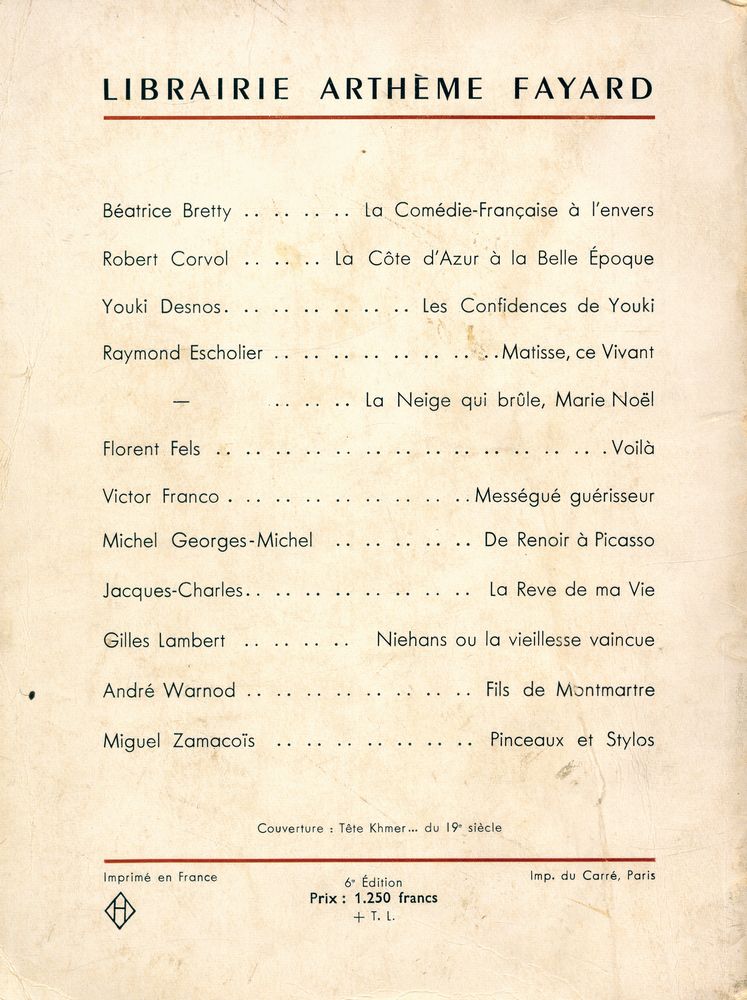 LIBRAIRIE ARTHÈME FAYARD
Béatrice Bretty .. .. .. .. La Comédie-Française à l'envers
Robert Corvol .. .. .. La Côte d'Azur à la Belle Époque
Youki Desnos. .. .. .. .. .. .. Les Confidences de Youki
Raymond Escholier .. .. .. .. .. .. .. .. Matisse, ce Vivant
— .. .. .. La Neige qui brûle, Marie Noël
Florent Fels .. .. .. .. .. .. .. .. .. .. .. .. .. . Voilà
Victor Franco . .. .. .. .. .. .. .. .. Mességué guérisseur
Michel Georges-Michel .. .. .. .. .. De Renoir à Picasso
Jacques-Charles.. .. .. .. .. .. .. .. La Reve de ma Vie
Gilles Lambert .. .. .. .. Niehans ou la vieillesse vaincue
André Warnod .. .. .. .. .. .. .. .. Fils de Montmartre
Miguel Zamacoïs .. .. .. .. .. .. .. Pinceaux et Stylos
Couverture : Tête Khmer... du 19e siècle
Imprimé en France
6e Édition
Imp. du Carré, Paris
Prix : 1.250 francs
+ T. L.
H